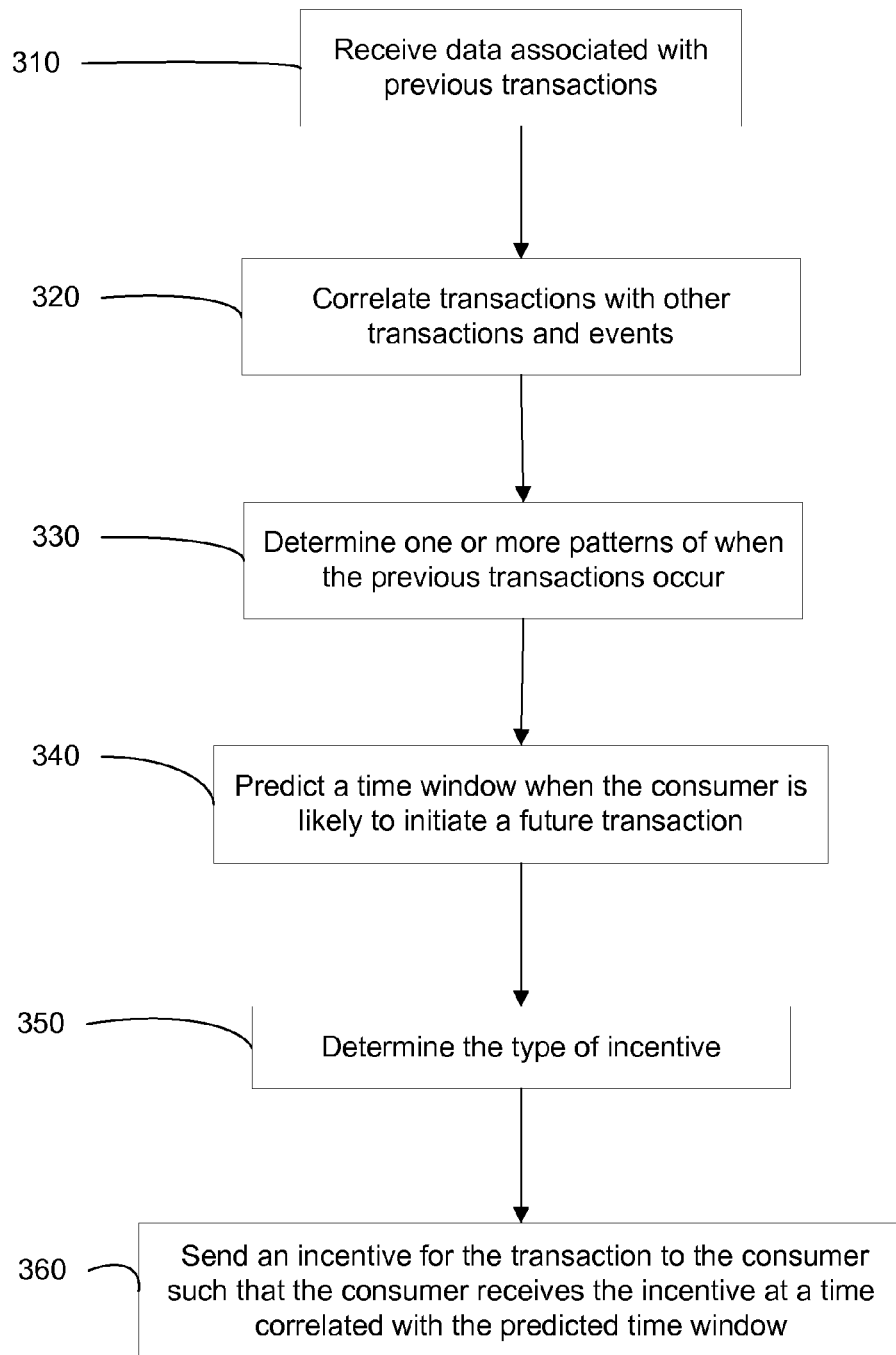 310
Receive data associated with
previous transactions
320
Correlate transactions with other
transactions and events
330
Determine one or more patterns of when
the previous transactions occur
340
Predict a time window when the consumer is
likely to initiate a future transaction
350
Determine the type of incentive
360
Send an incentive for the transaction to the consumer
such that the consumer receives the incentive at a time
correlated with the predicted time window